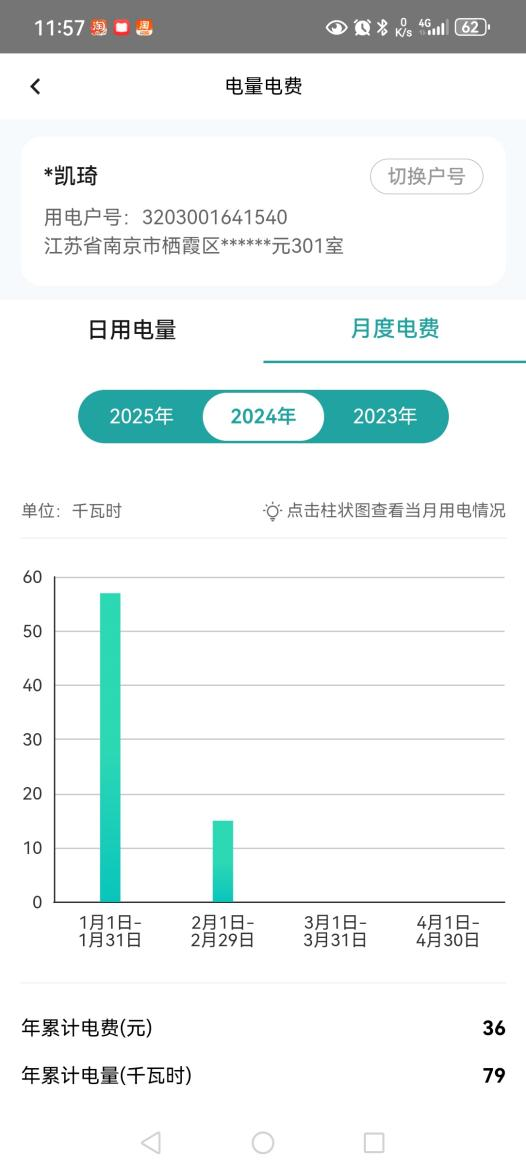 11:57 淘 淘 0 K/s 4G 62
电量电费
*凯琦 切换户号
用电户号：3203001641540
江苏省南京市栖霞区******元301室
日用电量 月度电费
2025年 2024年 2023年
单位：千瓦时 点击柱状图查看当月用电情况
60
50
40
30
20
10
0
1月1日- 2月1日- 3月1日- 4月1日-
1月31日 2月29日 3月31日 4月30日
年累计电费(元) 36
年累计电量(千瓦时) 79